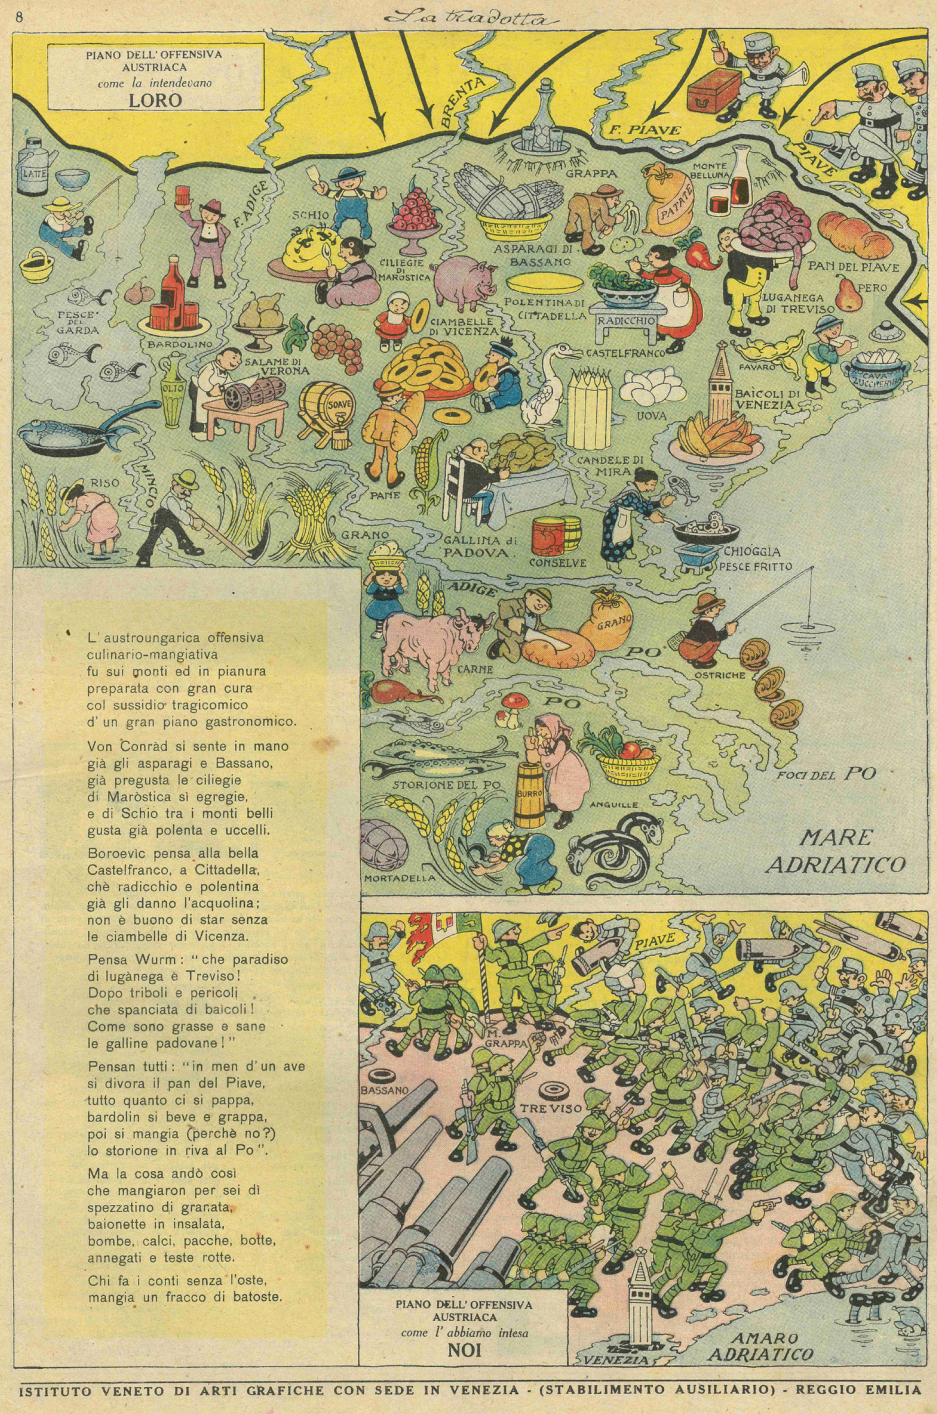 8
La tradotta
PIANO DELL'OFFENSIVA
AUSTRIACA
come la intendevano
LORO
BRENTA
F. PIAVE
PIAVE
LATTE
F. ADIGE
GRAPPA
MONTE
BELLUNA
PATATE
SCHIO
CILIEGIE
DI
MAROSTICA
ASPARAGI DI
BASSANO
PAN DEL PIAVE
PERO
POLENTINA DI
CITTADELLA
RADICCHIO
LUGANEGA
DI TREVISO
PESCE
DEL
GARDA
BARDOLINO
CIAMBELLE
DI VICENZA
CASTELFRANCO
FAVARO
CAVA
ZUCCHERINA
SALAME DI
VERONA
OLIO
SOAVE
UOVA
BAÌCOLI DI
VENEZIA
MINCIO
RISO
PANE
CANDELE DI
MIRA
GRANO
GALLINA di
PADOVA.
CONSELVE
CHIOGGIA
PESCE FRITTO
ADIGE
GRANO
CARNE
PO
OSTRICHE
PO
STORIONE DEL PO
BURRO
ANGUILLE
FOCI DEL PO
MORTADELLA
MARE
ADRIATICO
L'austroungarica offensiva
culinario-mangiativa
fu sui monti ed in pianura
preparata con gran cura
col sussidio tragicomico
d'un gran piano gastronomico.
Von Conràd si sente in mano
già gli asparagi e Bassano,
già pregusta le ciliegie
di Maròstica sì egregie,
e di Schio tra i monti belli
gusta già polenta e uccelli.
Boroevic pensa alla bella
Castelfranco, a Cittadella,
chè radicchio e polentina
già gli danno l'acquolina;
non è buono di star senza
le ciambelle di Vicenza.
Pensa Wurm: "che paradiso
di lugànega è Treviso!
Dopo triboli e pericoli
che spanciata di baicoli!
Come sono grasse e sane
le galline padovane!"
Pensan tutti: "in men d'un ave
si divora il pan del Piave,
tutto quanto ci si pappa,
bardolin si beve e grappa,
poi si mangia (perchè no?)
lo storione in riva al Po".
Ma la cosa andò così
che mangiaron per sei dì
spezzatino di granata,
baionette in insalata,
bombe, calci, pacche, botte,
annegati e teste rotte.
Chi fa i conti senza l'oste,
mangia un fracco di batoste.
PIAVE
M.
GRAPPA
BASSANO
TREVISO
PIANO DELL'OFFENSIVA
AUSTRIACA
come l'abbiamo intesa
NOI
VENEZIA
AMARO
ADRIATICO
ISTITUTO VENETO DI ARTI GRAFICHE CON SEDE IN VENEZIA - (STABILIMENTO AUSILIARIO) - REGGIO EMILIA